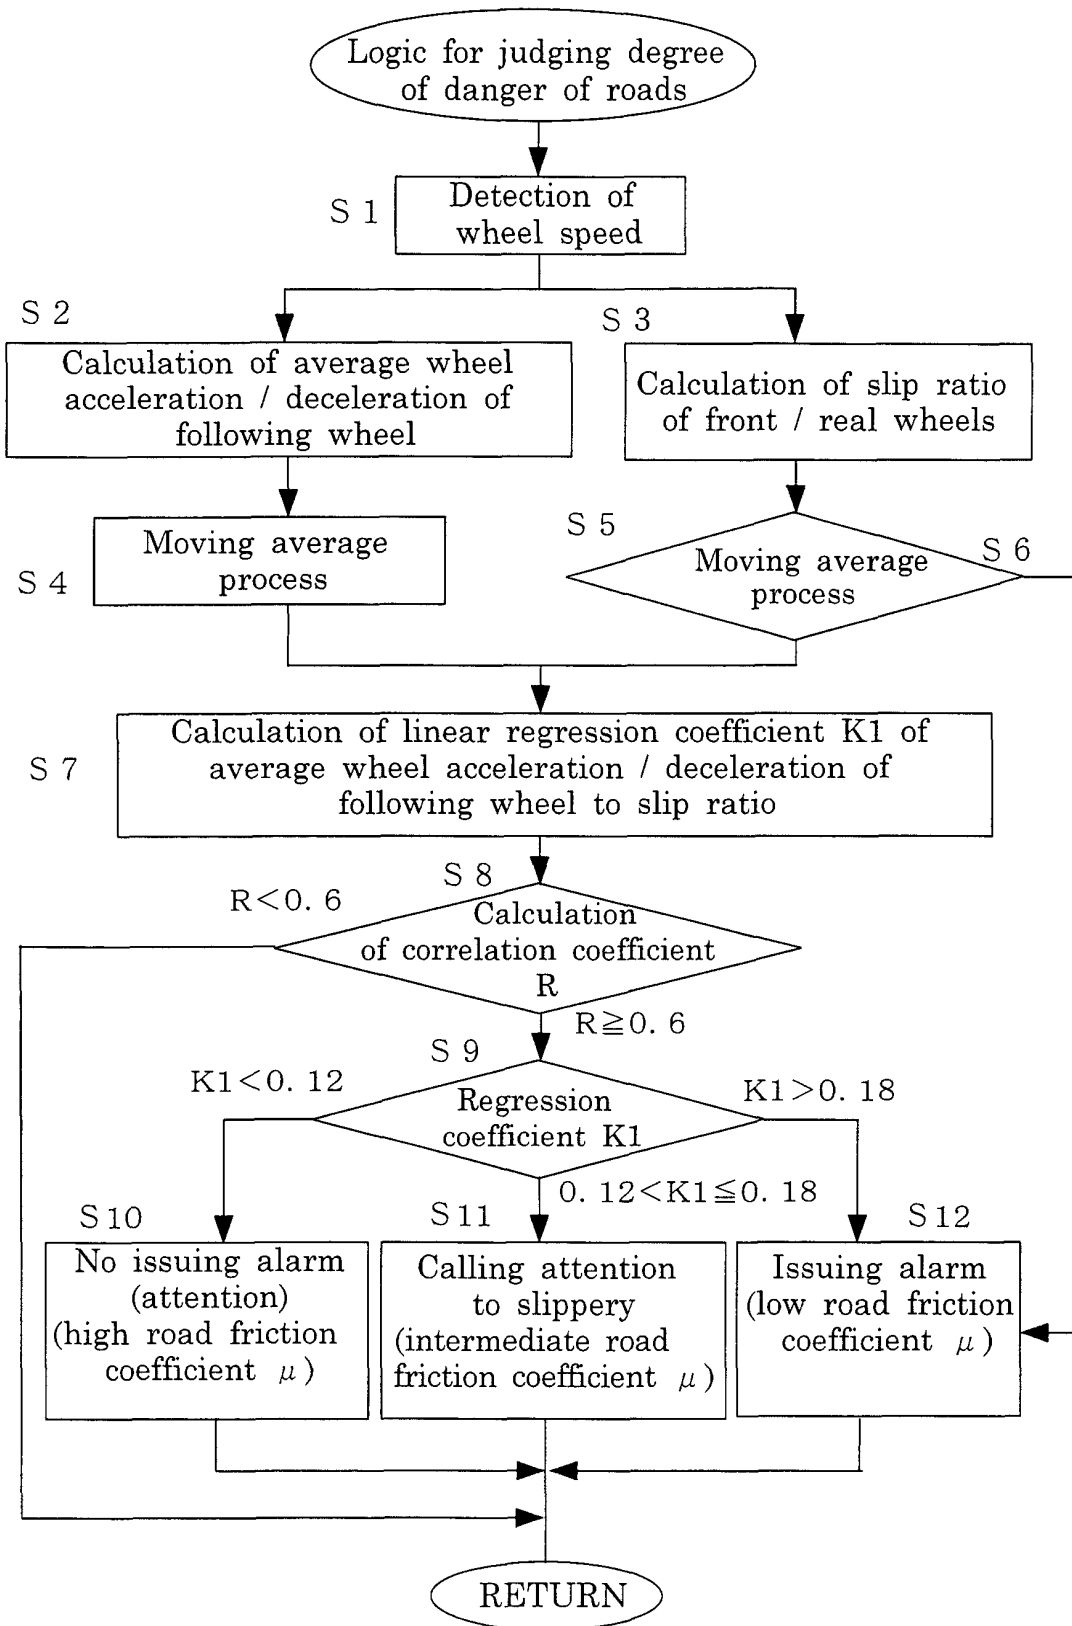 Logic for judging degree
of danger of roads
S 1
Detection of
wheel speed
S 2
Calculation of average wheel
acceleration / deceleration of
following wheel
S 3
Calculation of slip ratio
of front / real wheels
S 4
Moving average
process
S 5
Moving average
process
S 6
S 7
Calculation of linear regression coefficient K1 of
average wheel acceleration / deceleration of
following wheel to slip ratio
S 8
R<0. 6
Calculation
of correlation coefficient
R
R≧0. 6
S 9
K1<0. 12
Regression
coefficient K1
K1>0. 18
0. 12<K1≦0. 18
S10
No issuing alarm
(attention)
(high road friction
coefficient μ)
S11
Calling attention
to slippery
(intermediate road
friction coefficient μ)
S12
Issuing alarm
(low road friction
coefficient μ)
RETURN